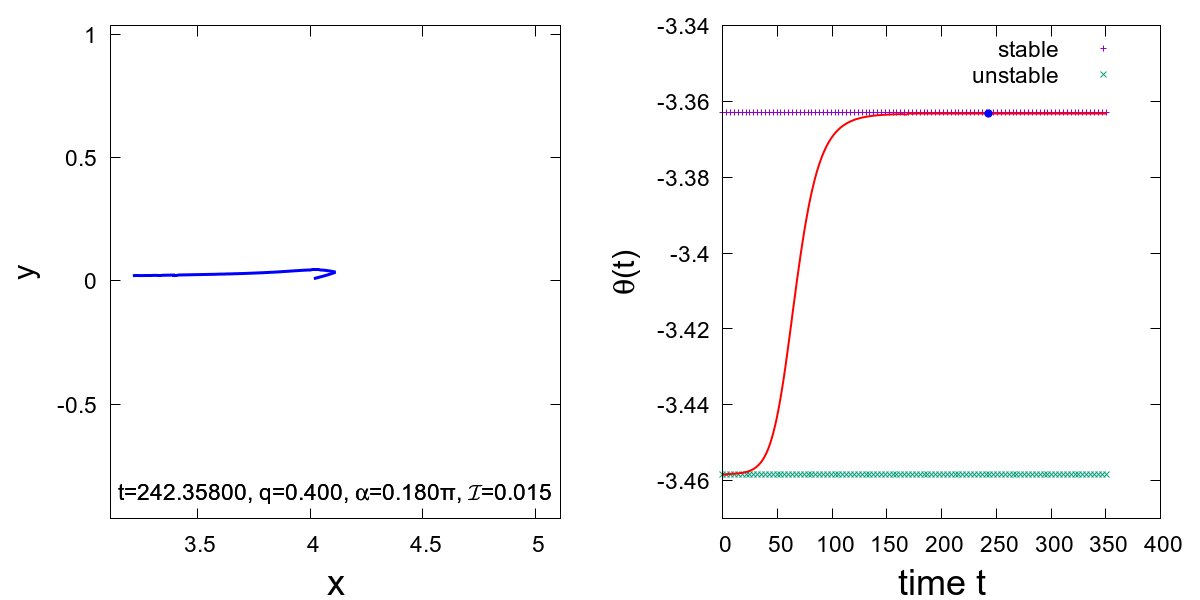 1
0.5
0
-0.5
y
t=242.35800, q=0.400, α=0.180π, ℐ=0.015
3.5 4 4.5 5
x
-3.34
-3.36
-3.38
-3.4
-3.42
-3.44
-3.46
θ(t)
stable
unstable
0 50 100 150 200 250 300 350 400
time t